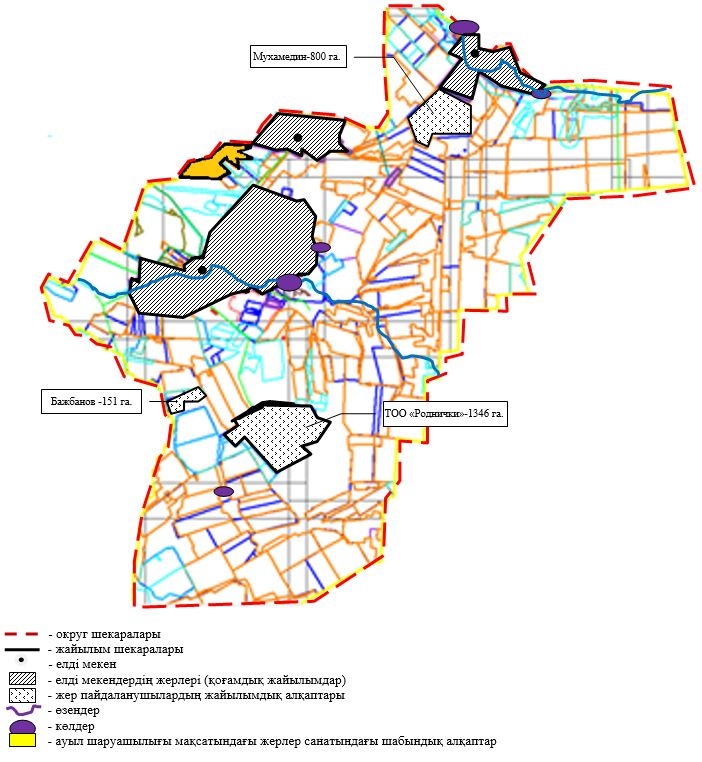 Мухамедин-800 га.
Бажбанов -151 га.
ТОО «Роднички»-1346 га.
- округ шекаралары
- жайылым шекаралары
- елді мекен
- елді мекендердің жерлері (қоғамдық жайылымдар)
- жер пайдаланушылардың жайылымдық алқаптары
- өзендер
- көлдер
- ауыл шаруашылығы мақсатындағы жерлер санатындағы шабындық алқаптар